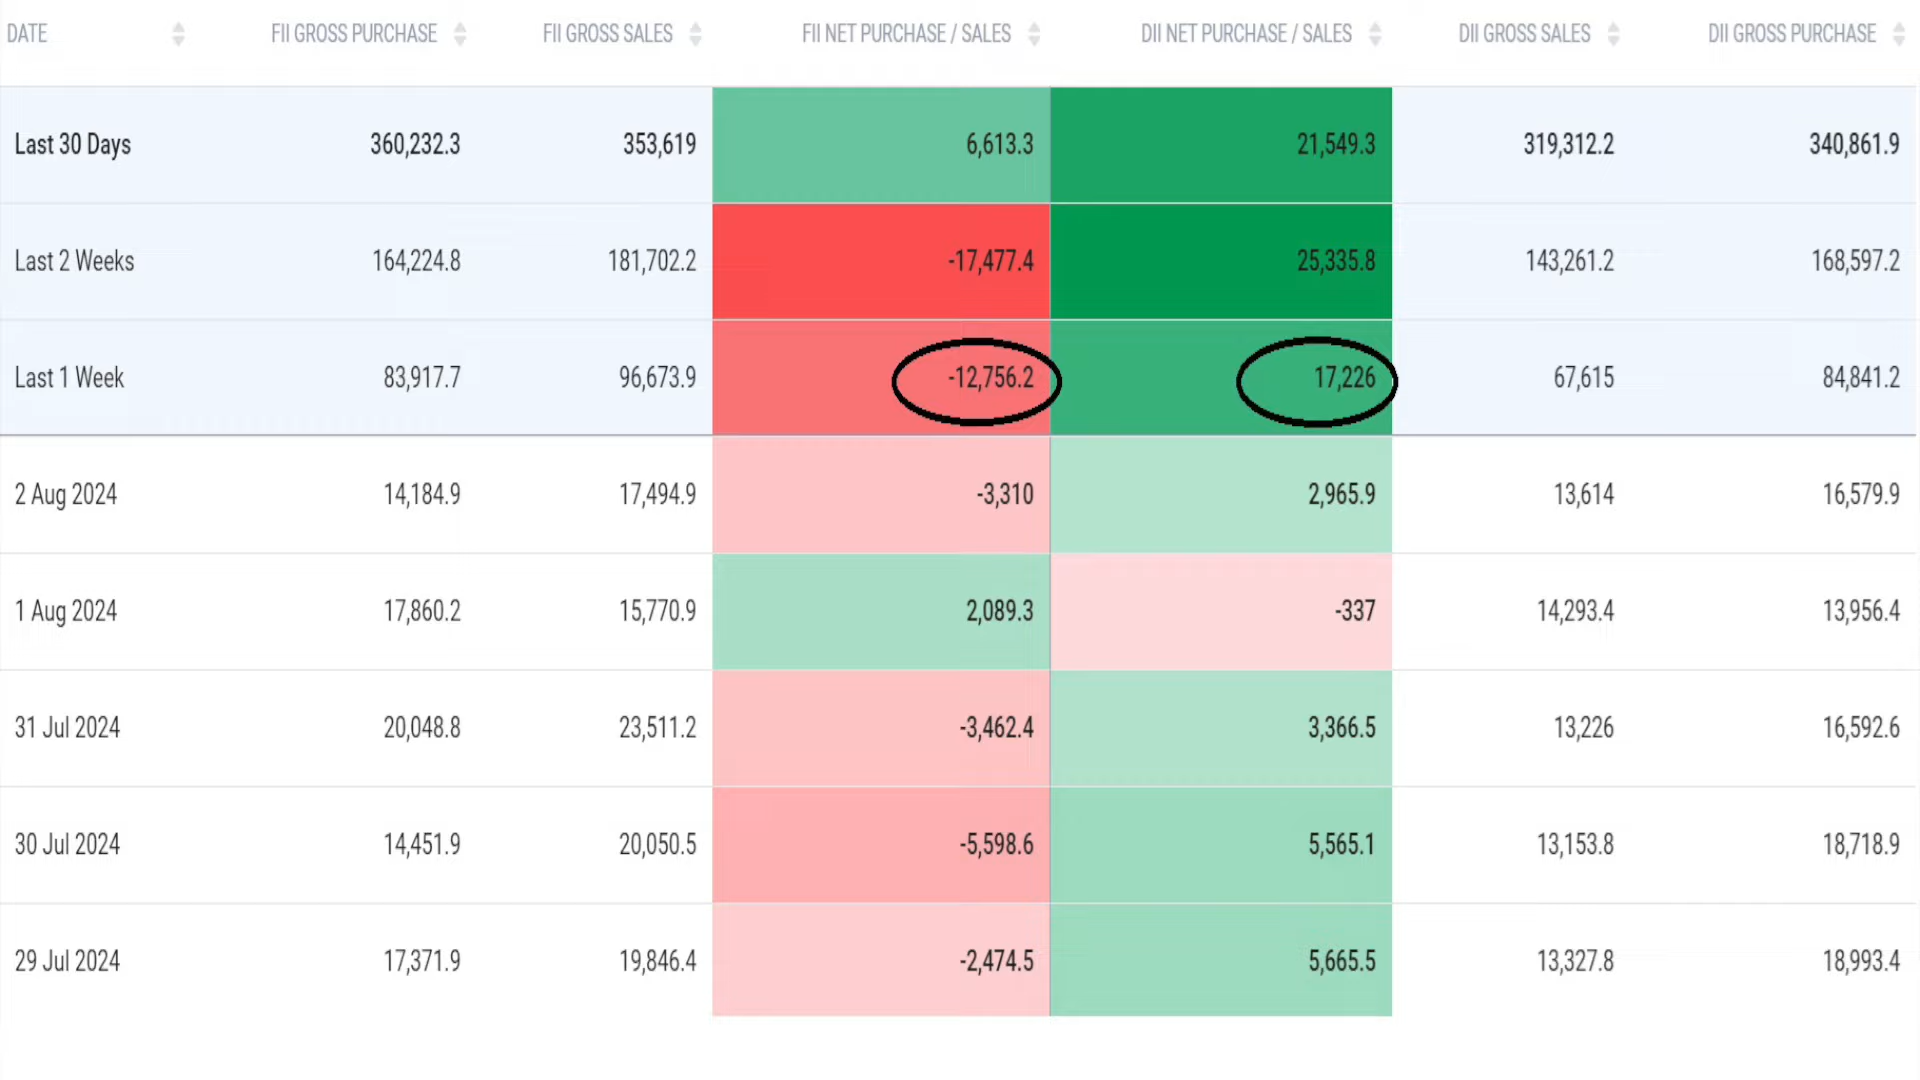 DATE FII GROSS PURCHASE FII GROSS SALES FII NET PURCHASE / SALES DII NET PURCHASE / SALES DII GROSS SALES DII GROSS PURCHASE
Last 30 Days 360,232.3 353,619 6,613.3 21,549.3 319,312.2 340,861.9
Last 2 Weeks 164,224.8 181,702.2 -17,477.4 25,335.8 143,261.2 168,597.2
Last 1 Week 83,917.7 96,673.9 -12,756.2 17,226 67,615 84,841.2
2 Aug 2024 14,184.9 17,494.9 -3,310 2,965.9 13,614 16,579.9
1 Aug 2024 17,860.2 15,770.9 2,089.3 -337 14,293.4 13,956.4
31 Jul 2024 20,048.8 23,511.2 -3,462.4 3,366.5 13,226 16,592.6
30 Jul 2024 14,451.9 20,050.5 -5,598.6 5,565.1 13,153.8 18,718.9
29 Jul 2024 17,371.9 19,846.4 -2,474.5 5,665.5 13,327.8 18,993.4